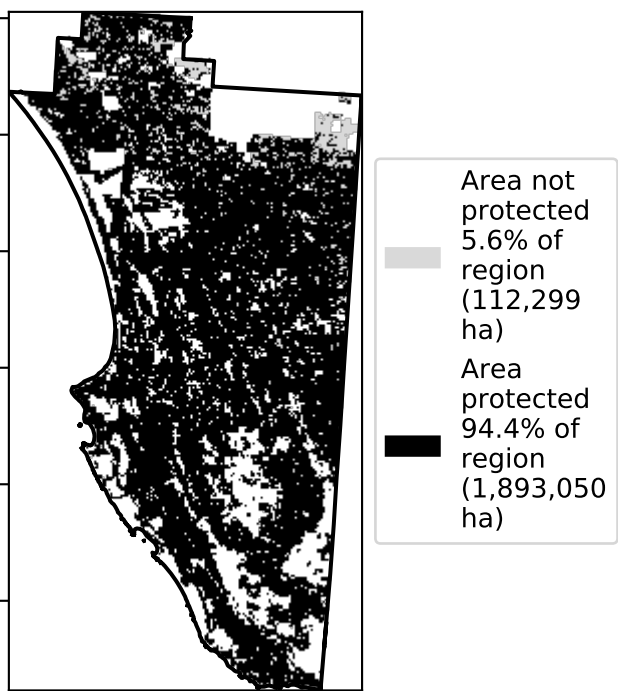 Area not
protected
5.6% of
region
(112,299
ha)
Area
protected
94.4% of
region
(1,893,050
ha)